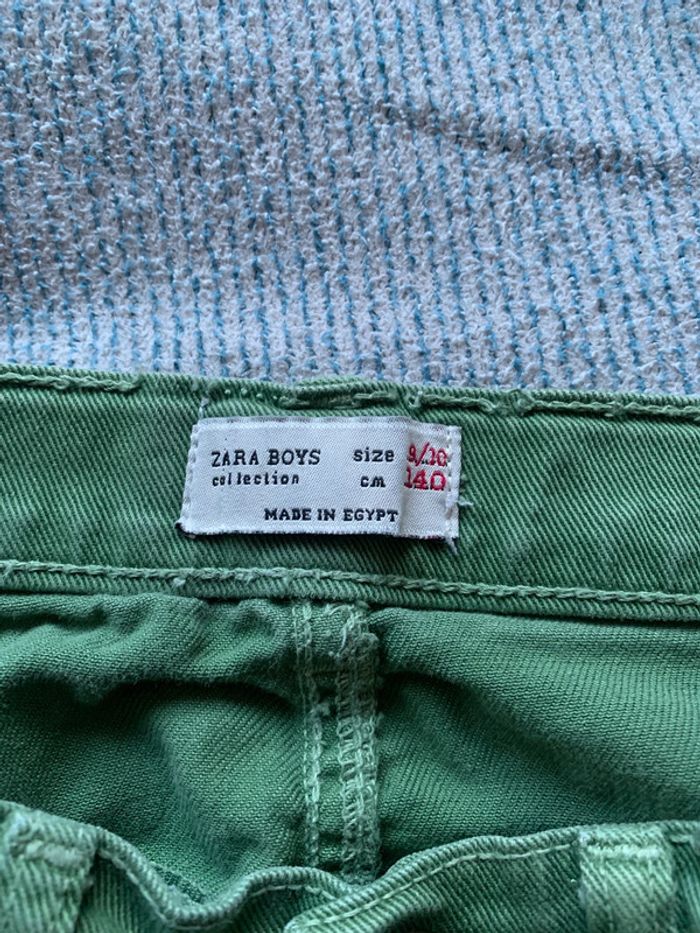 ZARA BOYS size 9/10
collection cm 140
MADE IN EGYPT